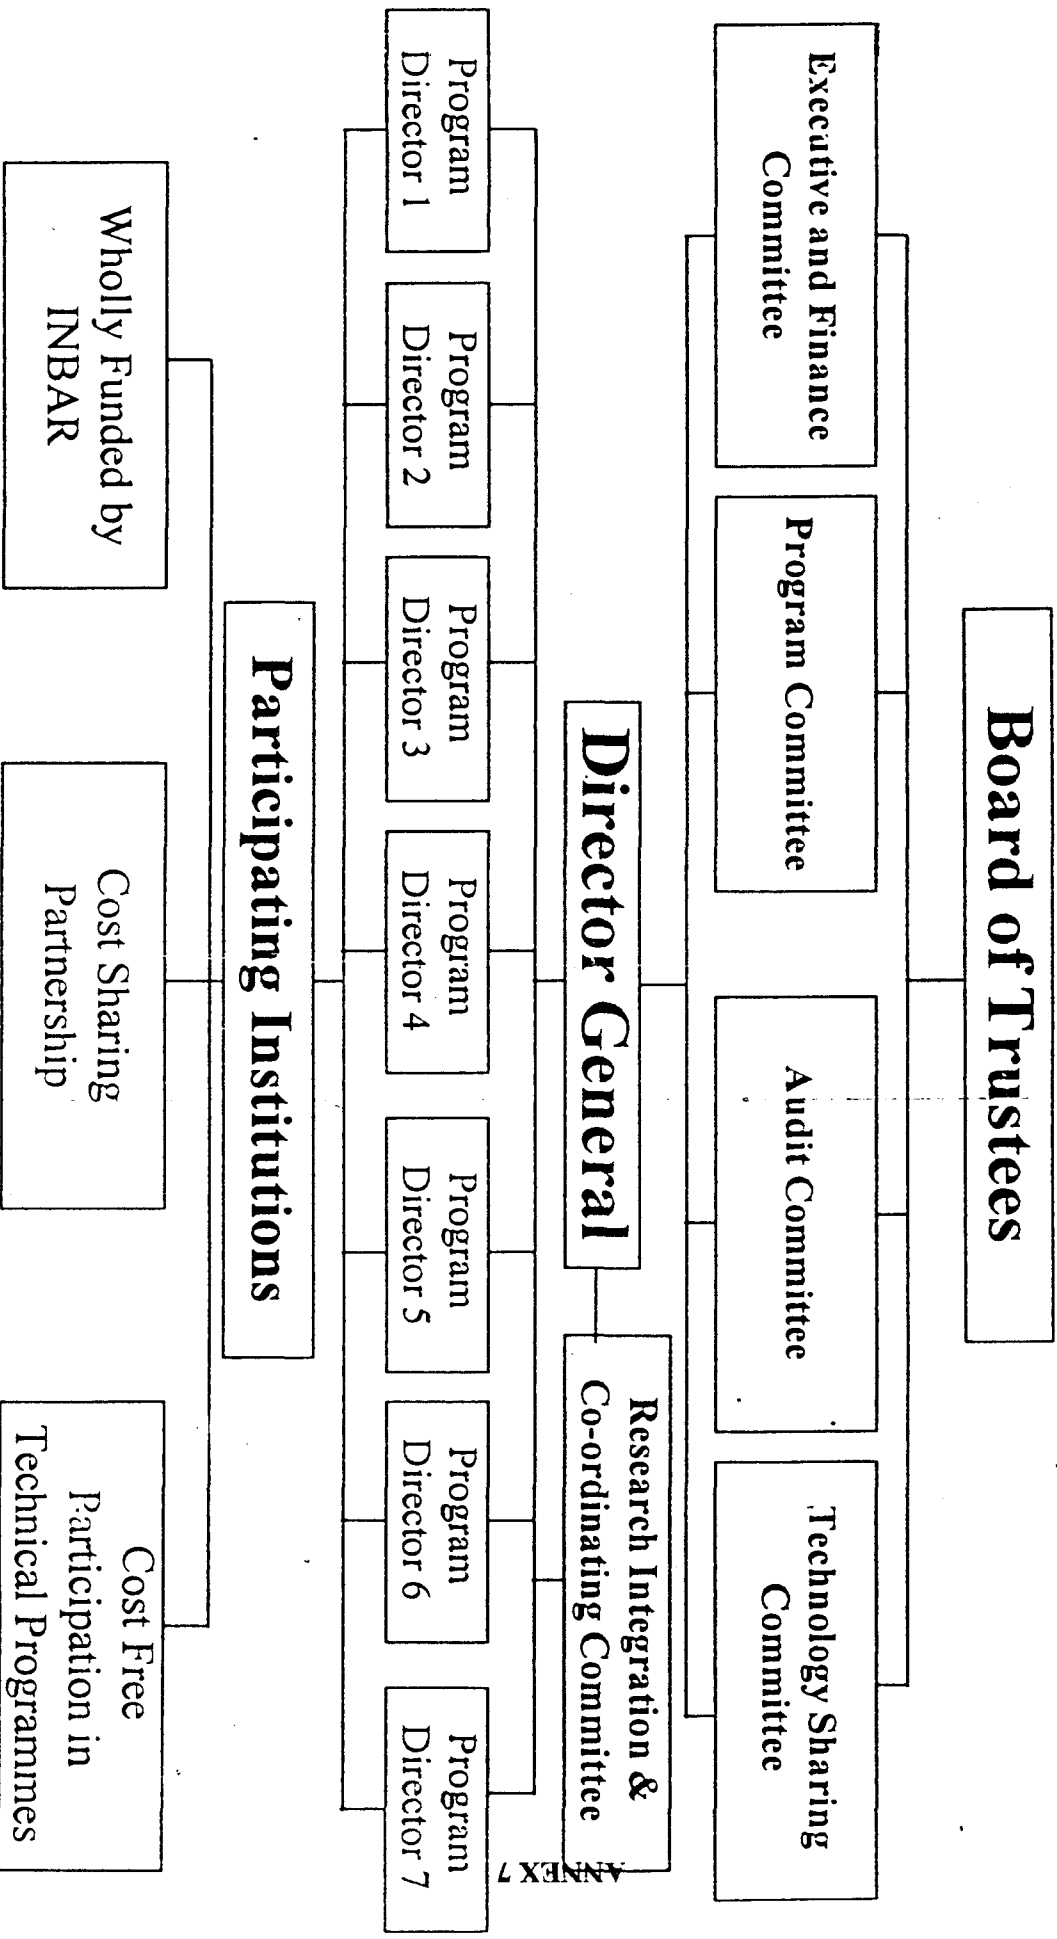 Board of Trustees
Executive and Finance
Committee
Program Committee
Audit Committee
Technology Sharing
Committee
Director General
Research Integration &
Co-ordinating Committee
Program
Director 1
Program
Director 2
Program
Director 3
Program
Director 4
Program
Director 5
Program
Director 6
Program
Director 7
Participating Institutions
Wholly Funded by
INBAR
Cost Sharing
Partnership
Cost Free
Participation in
Technical Programmes
ANNEX 7